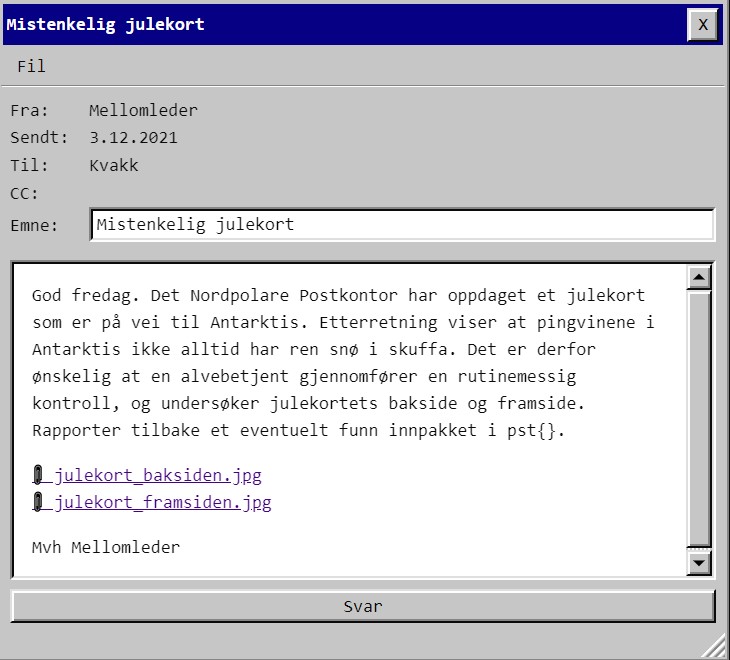 Mistenkelig julekort X
Fil
Fra: Mellomleder
Sendt: 3.12.2021
Til: Kvakk
CC:
Emne: Mistenkelig julekort
God fredag. Det Nordpolare Postkontor har oppdaget et julekort
som er på vei til Antarktis. Etterretning viser at pingvinene i
Antarktis ikke alltid har ren snø i skuffa. Det er derfor
ønskelig at en alvebetjent gjennomfører en rutinemessig
kontroll, og undersøker julekortets bakside og framside.
Rapporter tilbake et eventuelt funn innpakket i pst{}.
julekort_baksiden.jpg
julekort_framsiden.jpg
Mvh Mellomleder
Svar